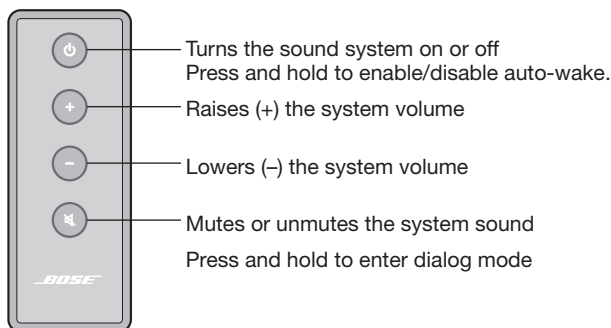 Turns the sound system on or off
Press and hold to enable/disable auto-wake.
+
Raises (+) the system volume
–
Lowers (–) the system volume
Mutes or unmutes the system sound
Press and hold to enter dialog mode
BOSE